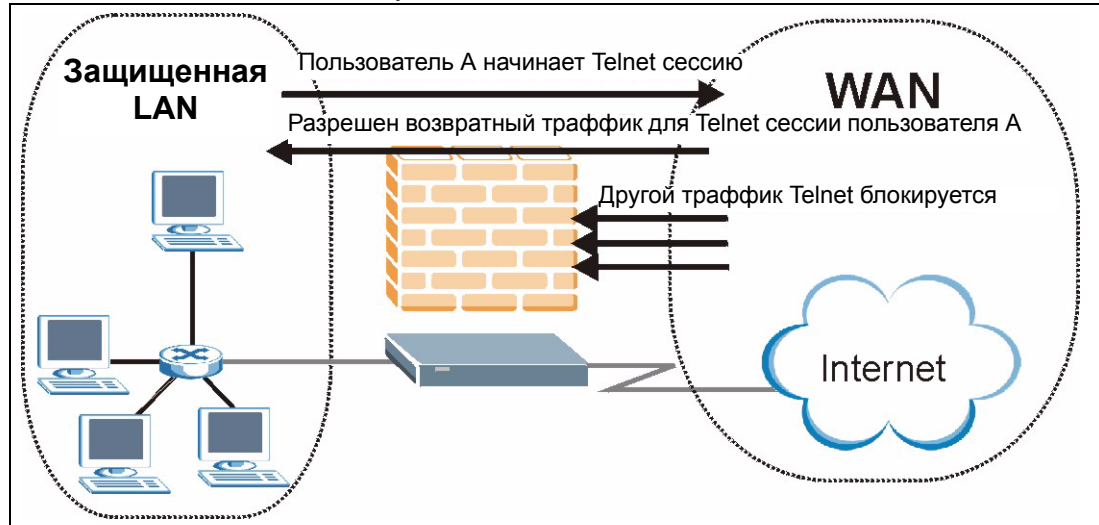 Защищенная
LAN
Пользователь А начинает Telnet сессию
WAN
Разрешен возвратный траффик для Telnet сессии пользователя А
Другой траффик Telnet блокируется
Internet